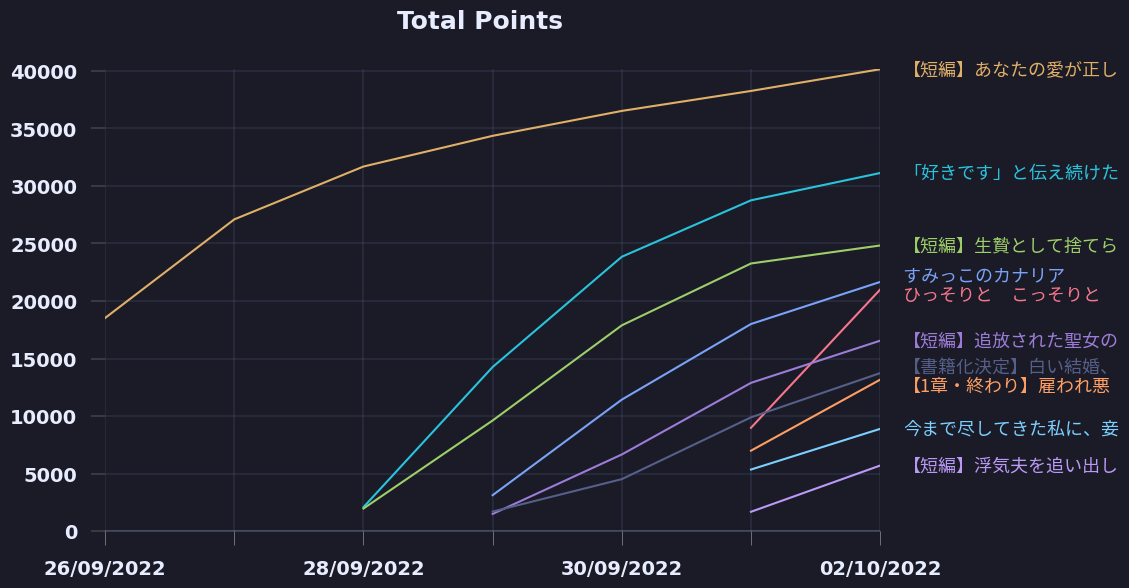 Total Points
40000
35000
30000
25000
20000
15000
10000
5000
0
26/09/2022
28/09/2022
30/09/2022
02/10/2022
【短編】あなたの愛が正し
「好きです」と伝え続けた
【短編】生贄として捨てら
すみっこのカナリア
ひっそりと　こっそりと
【短編】追放された聖女の
【書籍化決定】白い結婚、
【1章・終わり】雇われ悪
今まで尽してきた私に、妾
【短編】浮気夫を追い出し